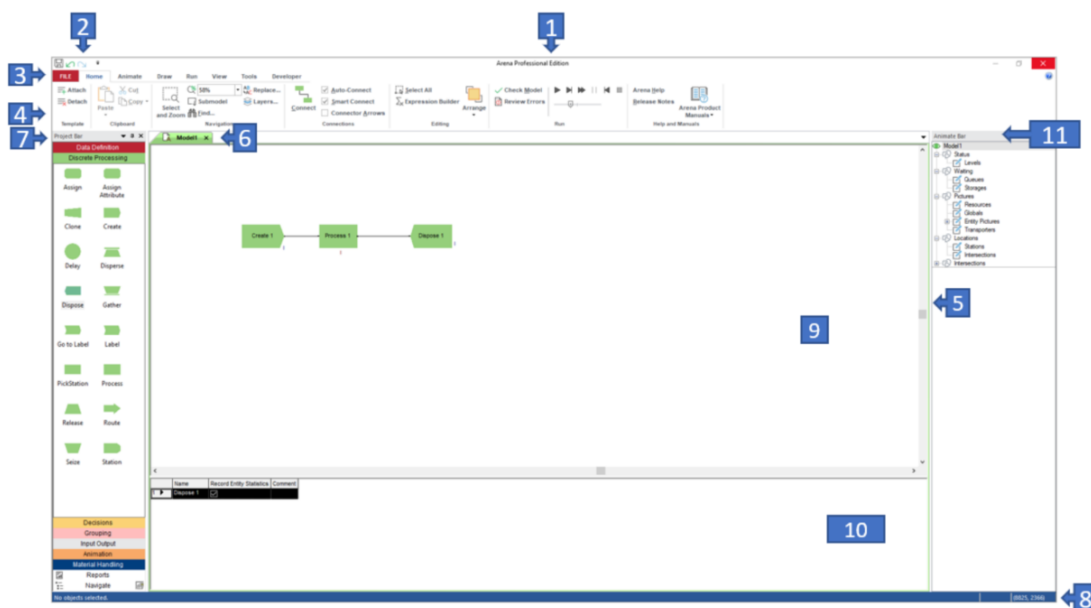 2
1
Arena Professional Edition
3
FILE Home Animate Draw Run View Tools Developer
Attach Cut 58% Replace... Auto-Connect Select All Check Model Arena Help
Detach Paste Copy Select and Zoom Submodel Layers... Connect Smart Connect Expression Builder Arrange Review Errors Release Notes Arena Product Manuals
Find... Connector Arrows
4
Template Clipboard Connections Editing Run Help and Manuals
7
Project Bar
Model1
6
Animate Bar
11
Data Definition
Discrete Processing
Assign Assign Attribute
Clone Create
Delay Disperse
Dispose Gather
Go to Label Label
PickStation Process
Release Route
Seize Station
Decisions
Grouping
Input Output
Animation
Material Handling
Reports
Navigate
Create 1 Process 1 Dispose 1
9
Name Record Entity Statistics Comment
1 Dispose 1
10
Model1
Status
Levels
Waiting
Queues
Storages
Pictures
Resources
Globals
Entity Pictures
Transporters
Locations
Stations
Intersections
Intersections
5
No objects selected.
(8825, 2366)
8